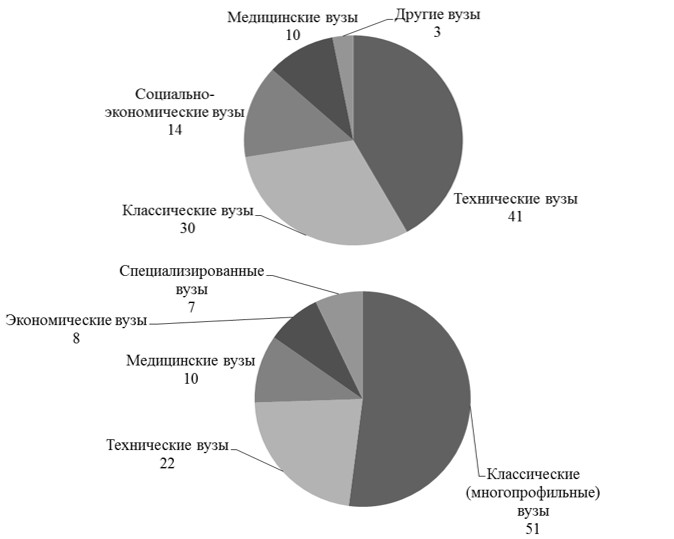 Медицинские вузы
10
Другие вузы
3
Социально-
экономические вузы
14
Технические вузы
41
Классические вузы
30
Специализированные
вузы
7
Экономические вузы
8
Медицинские вузы
10
Технические вузы
22
Классические
(многопрофильные)
вузы
51